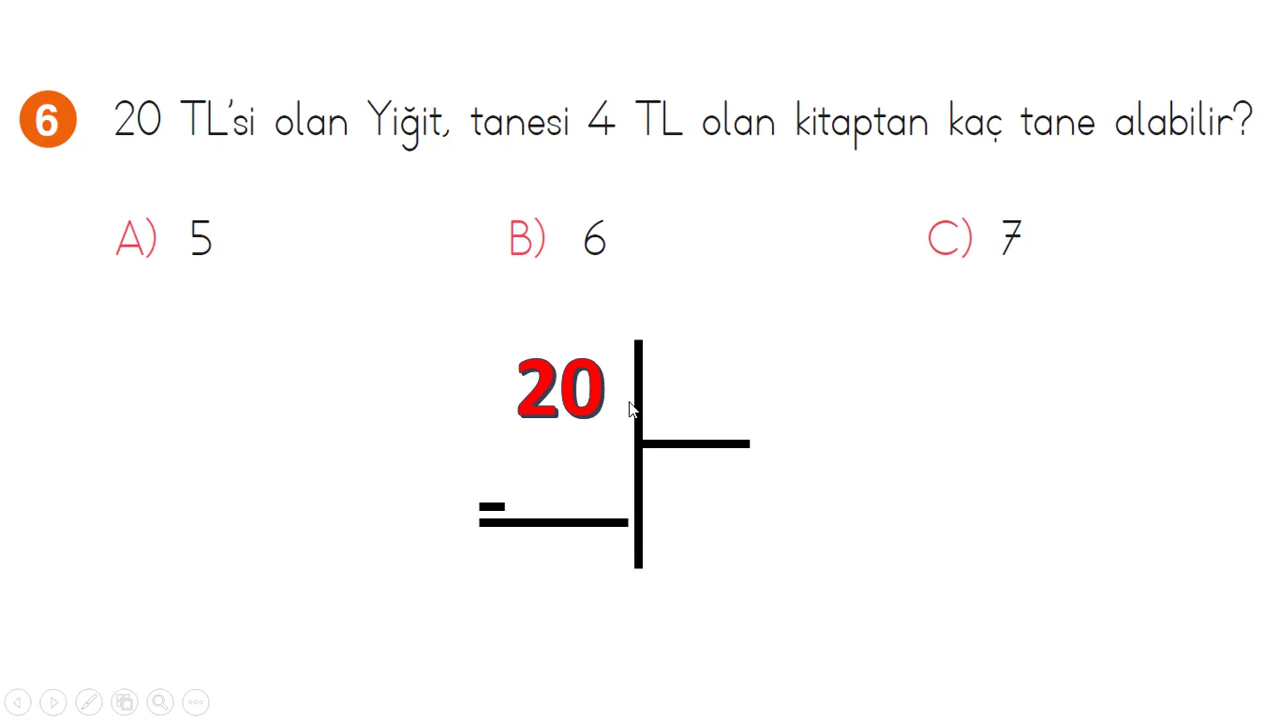 6 20 TL'si olan Yiğit, tanesi 4 TL olan kitaptan kaç tane alabilir?
A) 5 B) 6 C) 7
20